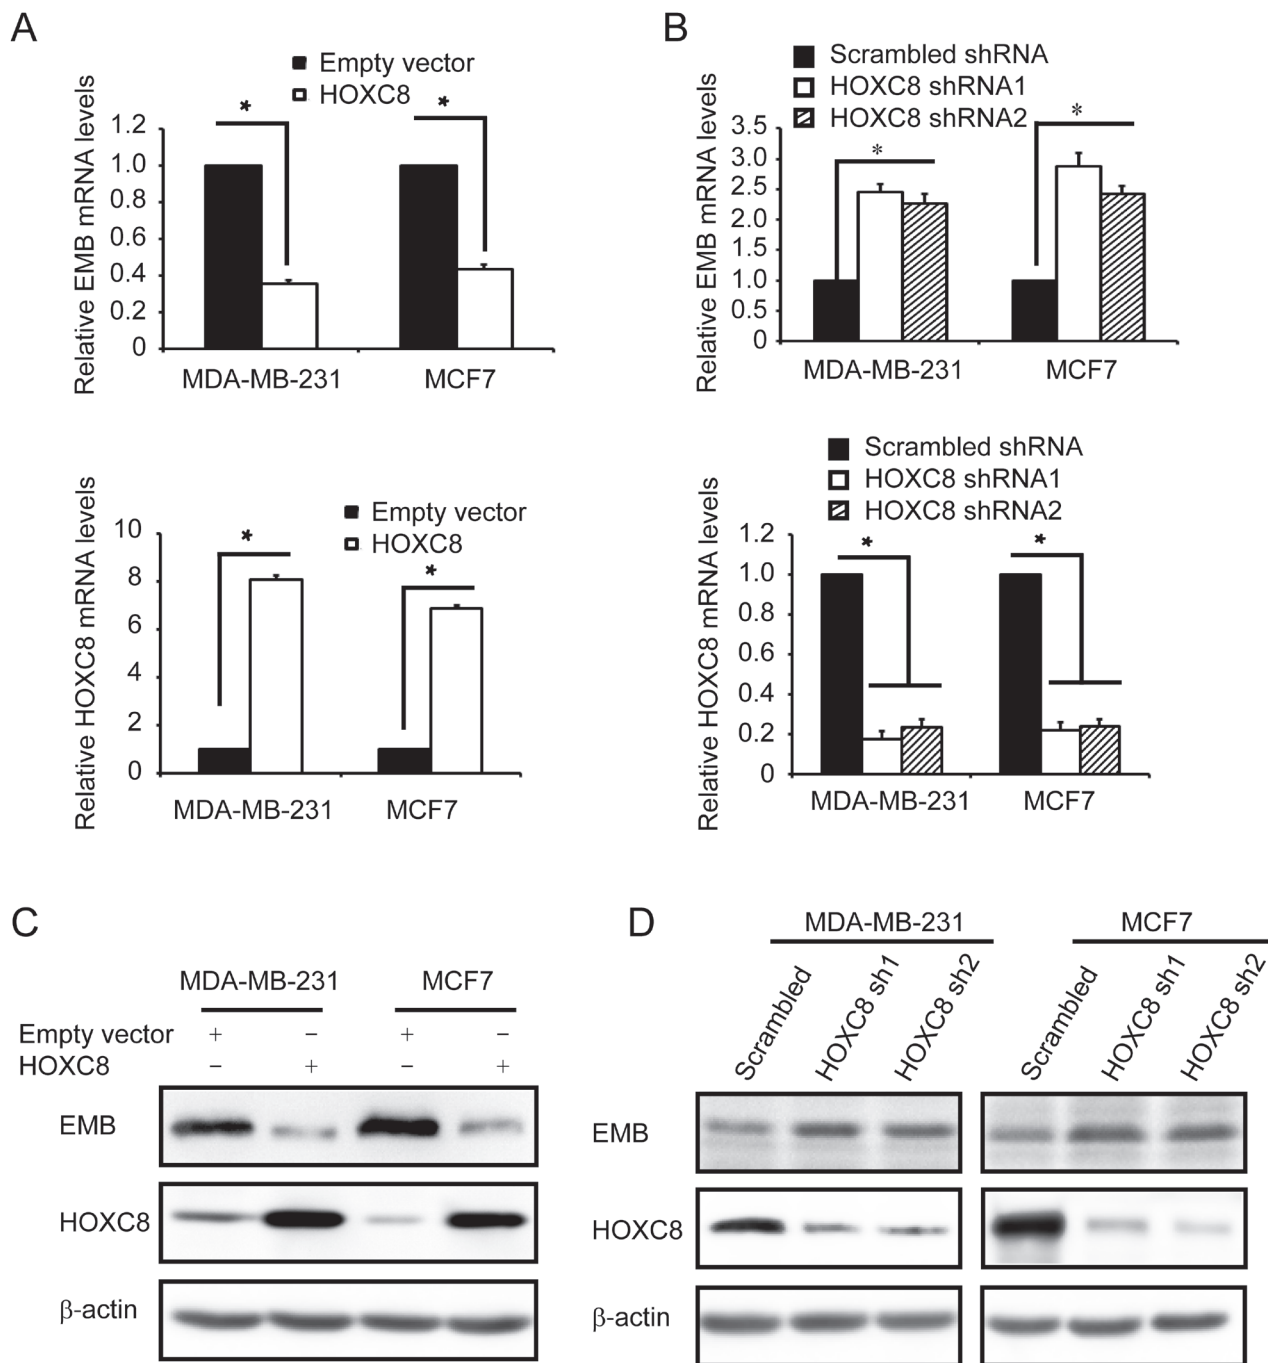 A
Empty vector
HOXC8
*
*
Relative EMB mRNA levels
1.2
1.0
0.8
0.6
0.4
0.2
0
MDA-MB-231 MCF7
B
Scrambled shRNA
HOXC8 shRNA1
HOXC8 shRNA2
*
*
Relative EMB mRNA levels
3.5
3.0
2.5
2.0
1.5
1.0
0.5
0
MDA-MB-231 MCF7
Empty vector
HOXC8
*
*
Relative HOXC8 mRNA levels
10
8
6
4
2
0
MDA-MB-231 MCF7
Scrambled shRNA
HOXC8 shRNA1
HOXC8 shRNA2
*
*
Relative HOXC8 mRNA levels
1.2
1.0
0.8
0.6
0.4
0.2
0
MDA-MB-231 MCF7
C
MDA-MB-231 MCF7
Empty vector + − + −
HOXC8 − + − +
EMB
HOXC8
β-actin
D
MDA-MB-231 MCF7
Scrambled
HOXC8 sh1
HOXC8 sh2
Scrambled
HOXC8 sh1
HOXC8 sh2
EMB
HOXC8
β-actin